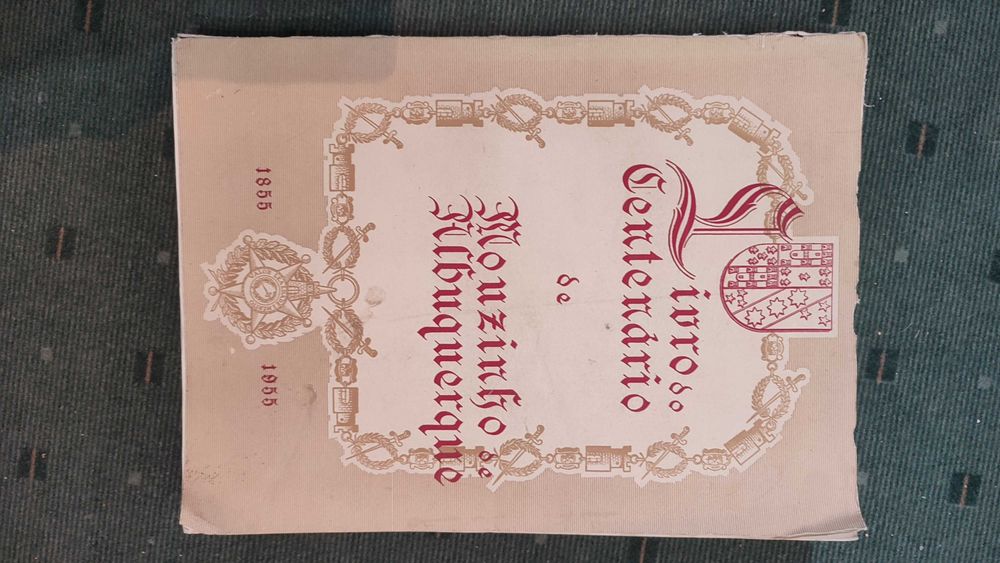 Livro do
Centenário
de
Mouzinho de
Albuquerque
1855 1955